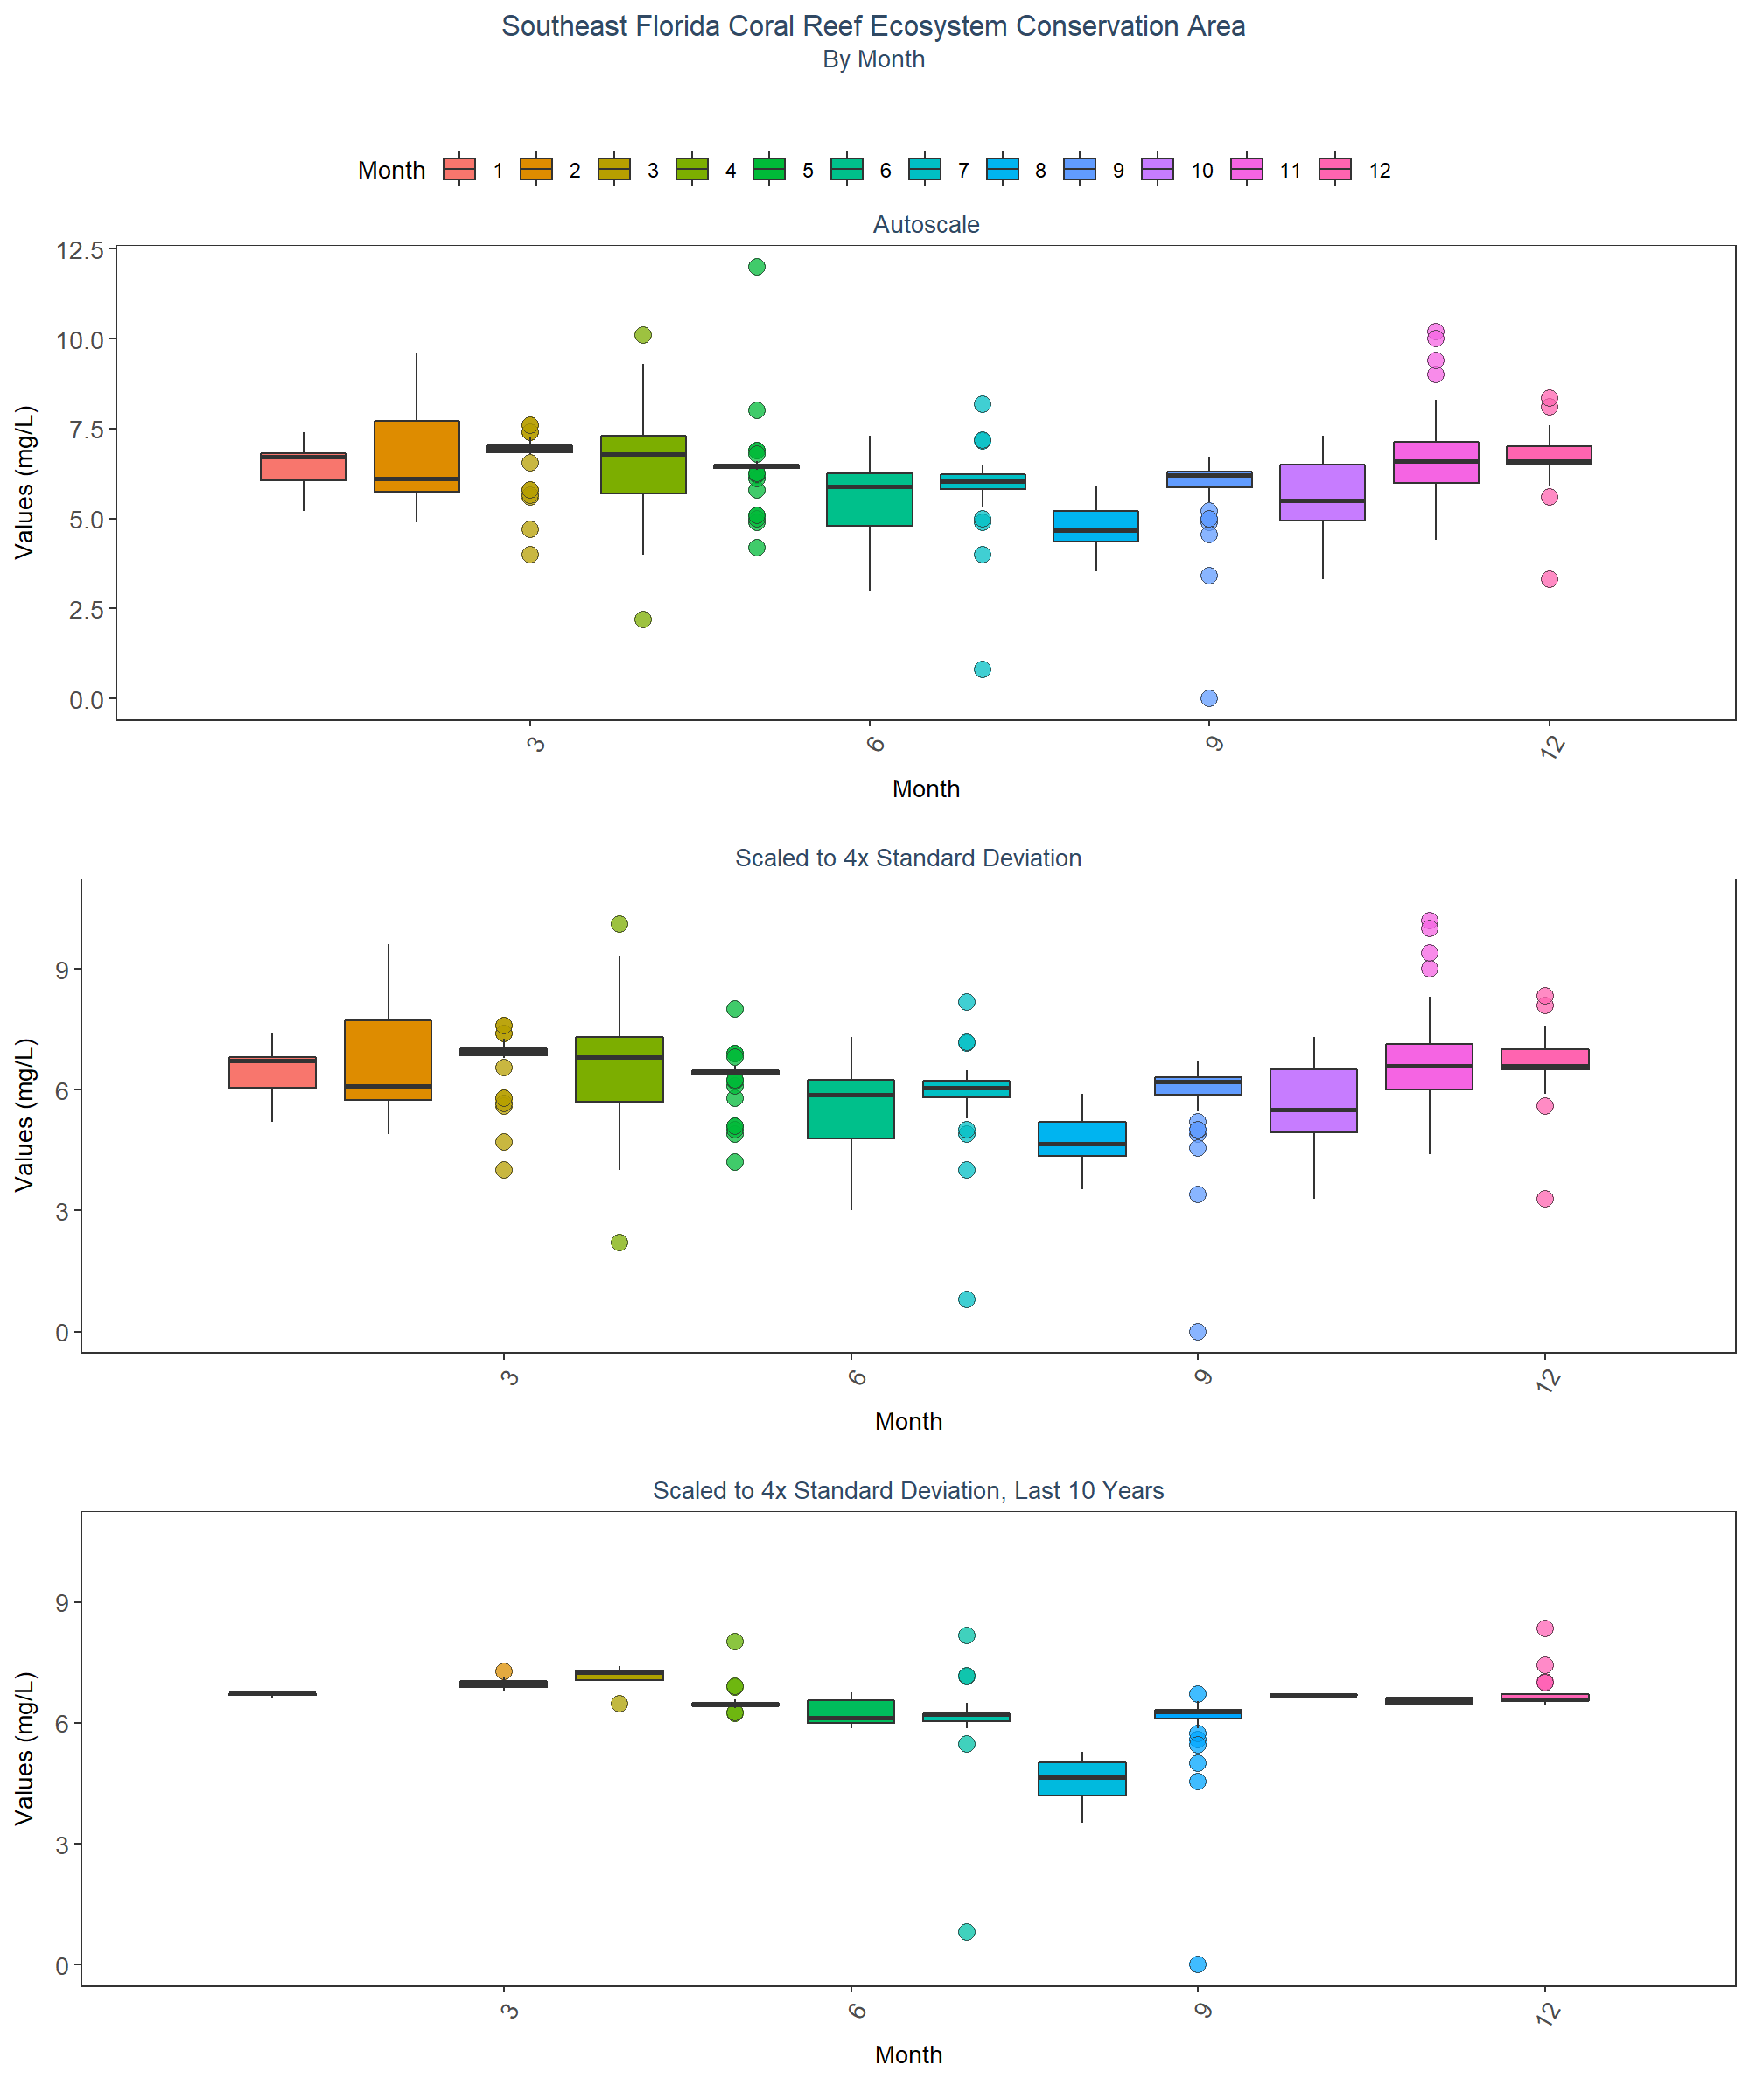 Southeast Florida Coral Reef Ecosystem Conservation Area
By Month
Month 1 2 3 4 5 6 7 8 9 10 11 12
Autoscale
Values (mg/L)
12.5
10.0
7.5
5.0
2.5
0.0
3 6 9 12
Month
Scaled to 4x Standard Deviation
Values (mg/L)
9
6
3
0
3 6 9 12
Month
Scaled to 4x Standard Deviation, Last 10 Years
Values (mg/L)
9
6
3
0
3 6 9 12
Month